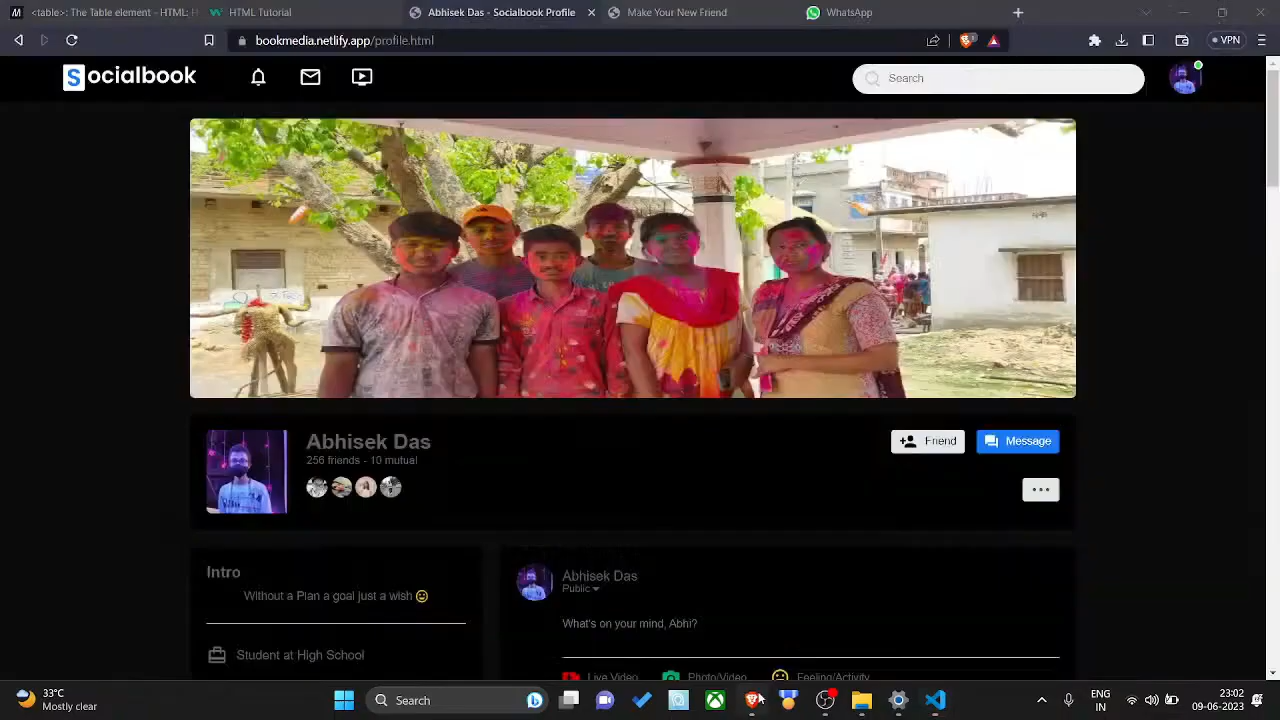 <table>: The Table element - HTML: H
HTML Tutorial
Abhisek Das - Socialbook Profile
Make Your New Friend
WhatsApp
bookmedia.netlify.app/profile.html
VPN
Socialbook
Search
Abhisek Das
256 friends - 10 mutual
Friend
Message
Intro
Without a Plan a goal just a wish
Student at High School
Abhisek Das
Public
What's on your mind, Abhi?
Live Video
Photo/Video
Feeling/Activity
33°C
Mostly clear
Search
ENG
IN
23:02
09-06-2023